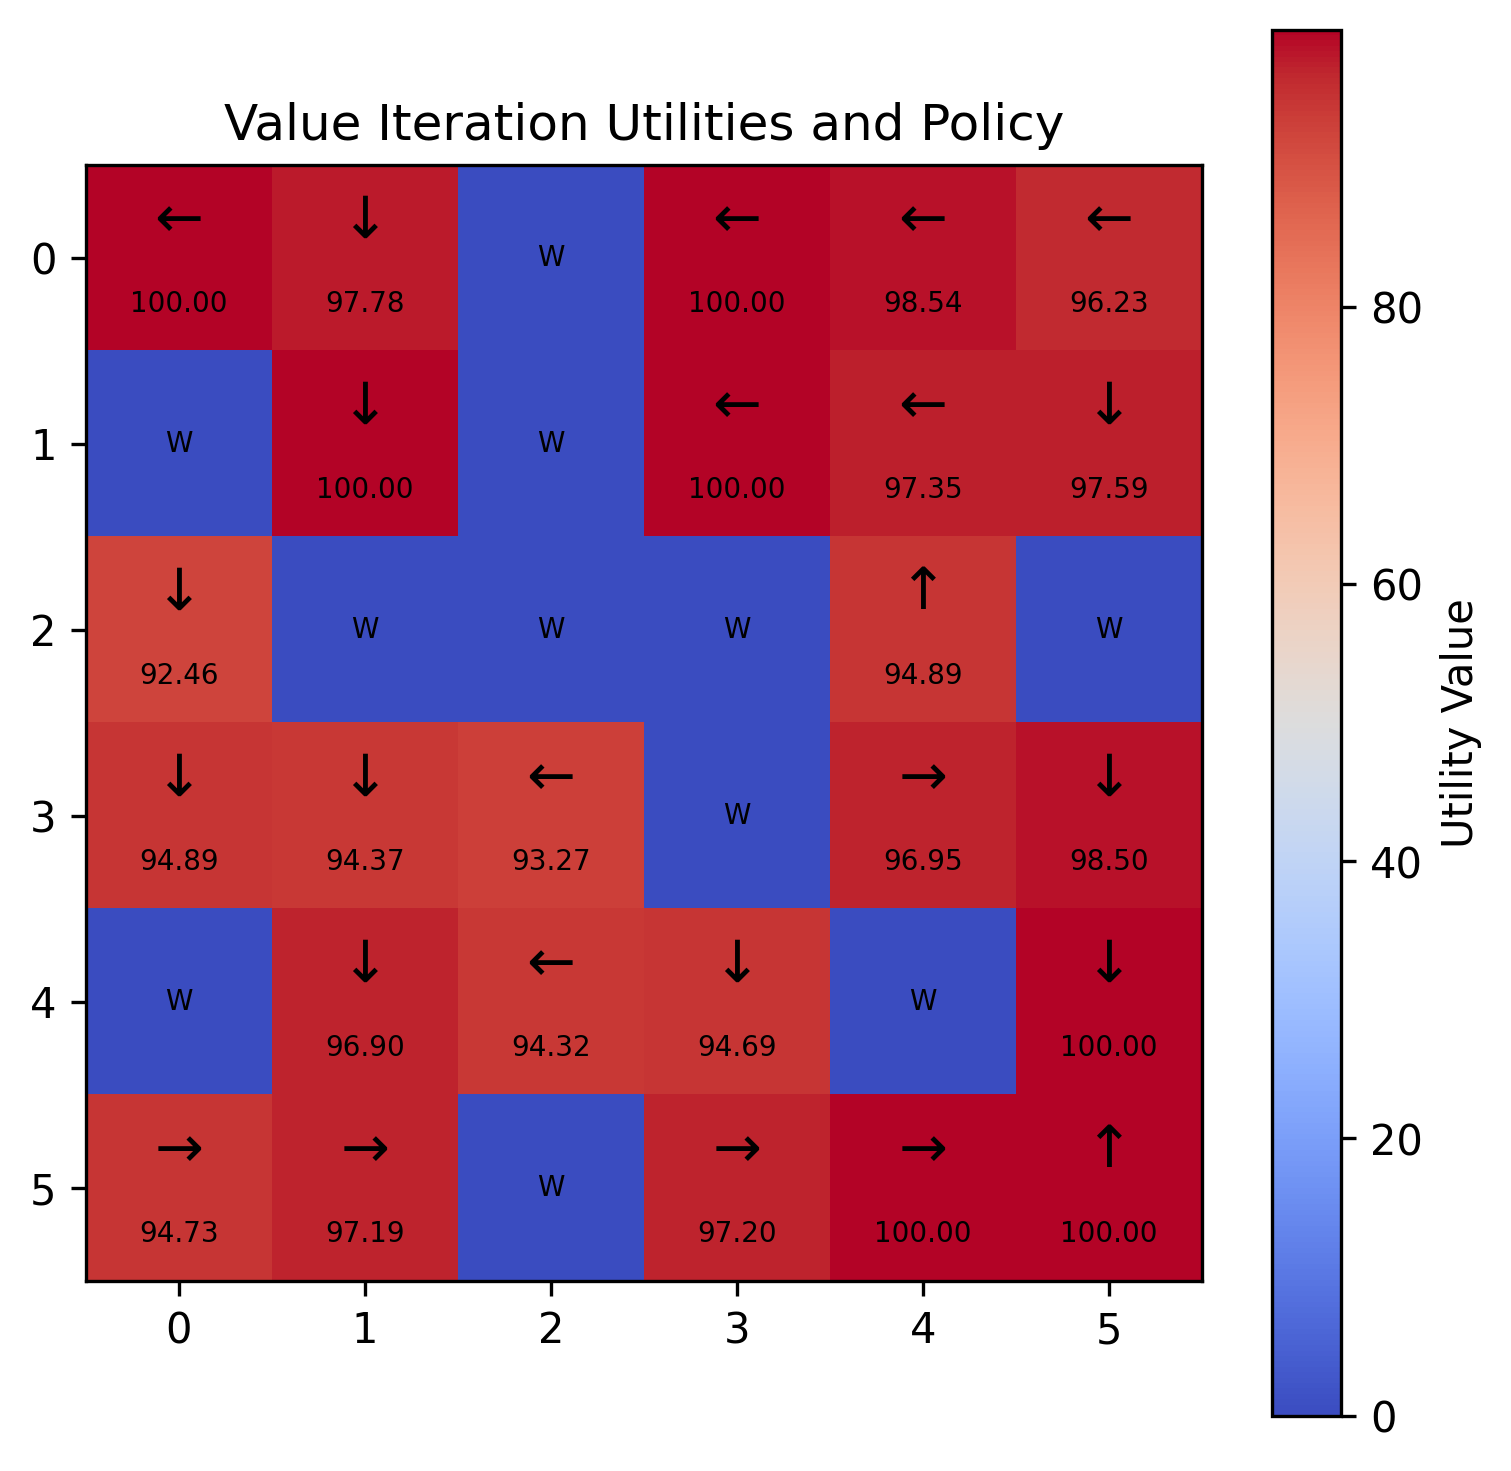 Value Iteration Utilities and Policy
← ↓ ← ← ←
0 W 80
100.00 97.78 100.00 98.54 96.23
↓ ← ← ↓
1 W W
100.00 100.00 97.35 97.59
↓ ↑
2 W W W W 60
92.46 94.89
↓ ↓ ← → ↓
3 W
94.89 94.37 93.27 96.95 98.50
40
↓ ← ↓ ↓
4 W W
96.90 94.32 94.69 100.00
→ → → → ↑
20
5 W
94.73 97.19 97.20 100.00 100.00
0 1 2 3 4 5
0
Utility Value